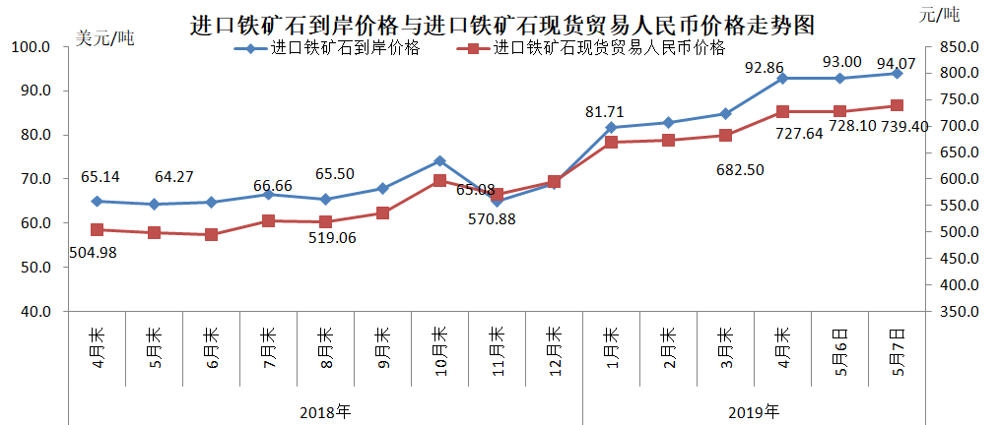 进口铁矿石到岸价格与进口铁矿石现货贸易人民币价格走势图
美元/吨
元/吨
进口铁矿石到岸价格 进口铁矿石现货贸易人民币价格
100.0
90.0
80.0
70.0
60.0
50.0
40.0
850.0
800.0
750.0
700.0
650.0
600.0
550.0
500.0
450.0
400.0
350.0
65.14
64.27
66.66
65.50
65.08
81.71
92.86
93.00
94.07
504.98
519.06
570.88
682.50
727.64
728.10
739.40
4月末
5月末
6月末
7月末
8月末
9月末
10月末
11月末
12月末
1月末
2月末
3月末
4月末
5月6日
5月7日
2018年
2019年